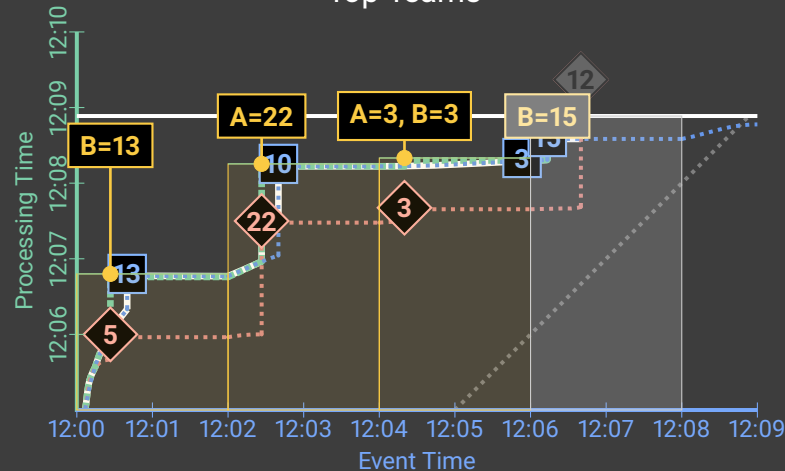 Top Teams
12:10
12:09
12:08
12:07
12:06
Processing Time
12
A=22
A=3, B=3
B=15
B=13
10
3
15
22
3
13
5
12:00 12:01 12:02 12:03 12:04 12:05 12:06 12:07 12:08 12:09
Event Time